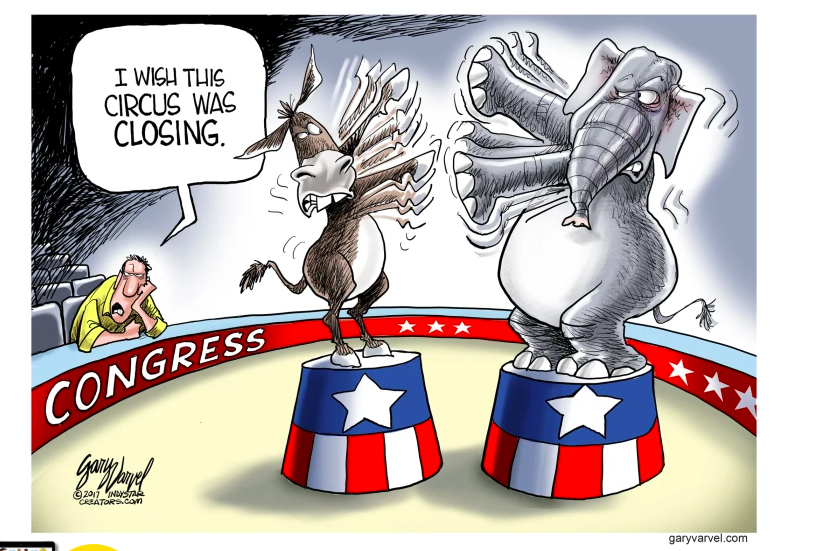 I WISH THIS
CIRCUS WAS
CLOSING.
CONGRESS
Gary Varvel
© 2017 INDYSTAR
CREATORS.COM
garyvarvel.com